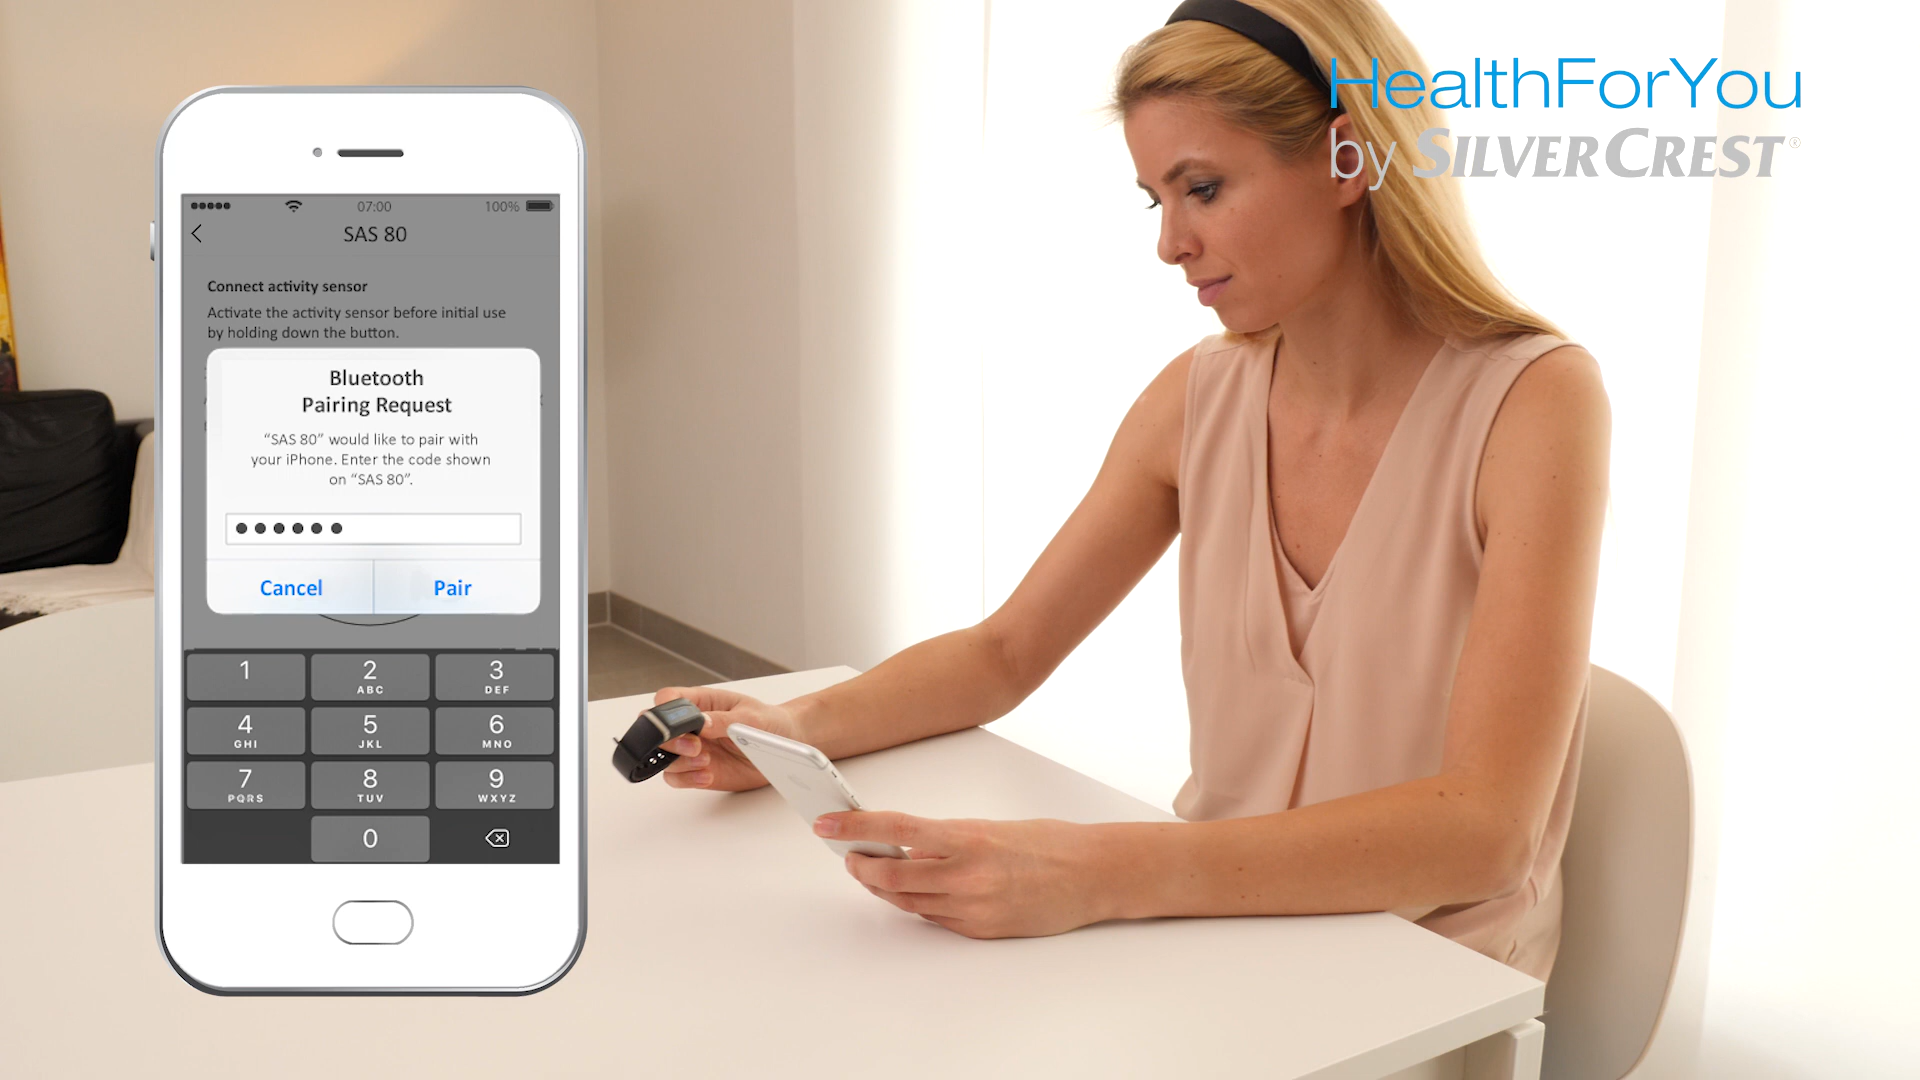 HealthForYou
by SILVERCREST®
07:00
100%
SAS 80
Connect activity sensor
Activate the activity sensor before initial use
by holding down the button.
Bluetooth
Pairing Request
“SAS 80” would like to pair with
your iPhone. Enter the code shown
on “SAS 80”.
Cancel Pair
1 2 3
ABC DEF
4 5 6
GHI JKL MNO
7 8 9
PQRS TUV WXYZ
0